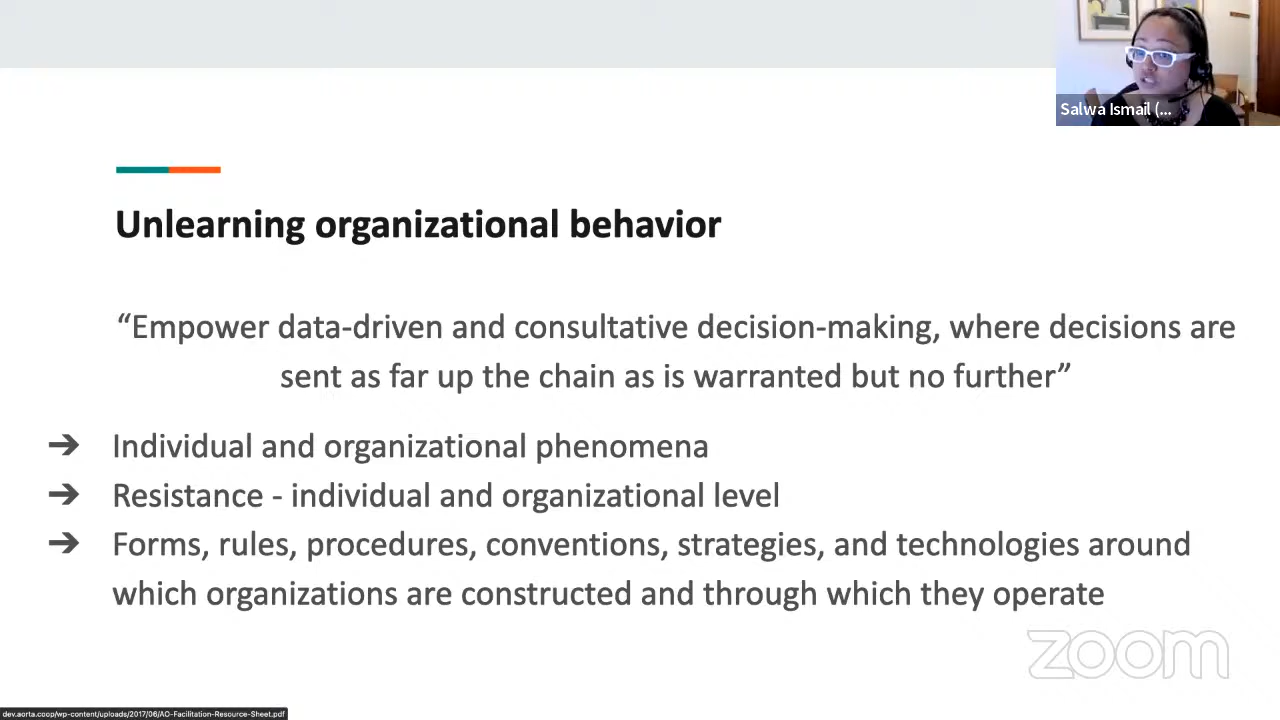 Salwa Ismail (...
Unlearning organizational behavior
“Empower data-driven and consultative decision-making, where decisions are
sent as far up the chain as is warranted but no further”
➔ Individual and organizational phenomena
➔ Resistance - individual and organizational level
➔ Forms, rules, procedures, conventions, strategies, and technologies around
which organizations are constructed and through which they operate
zoom
dev.aorta.coop/wp-content/uploads/2017/06/AO-Facilitation-Resource-Sheet.pdf